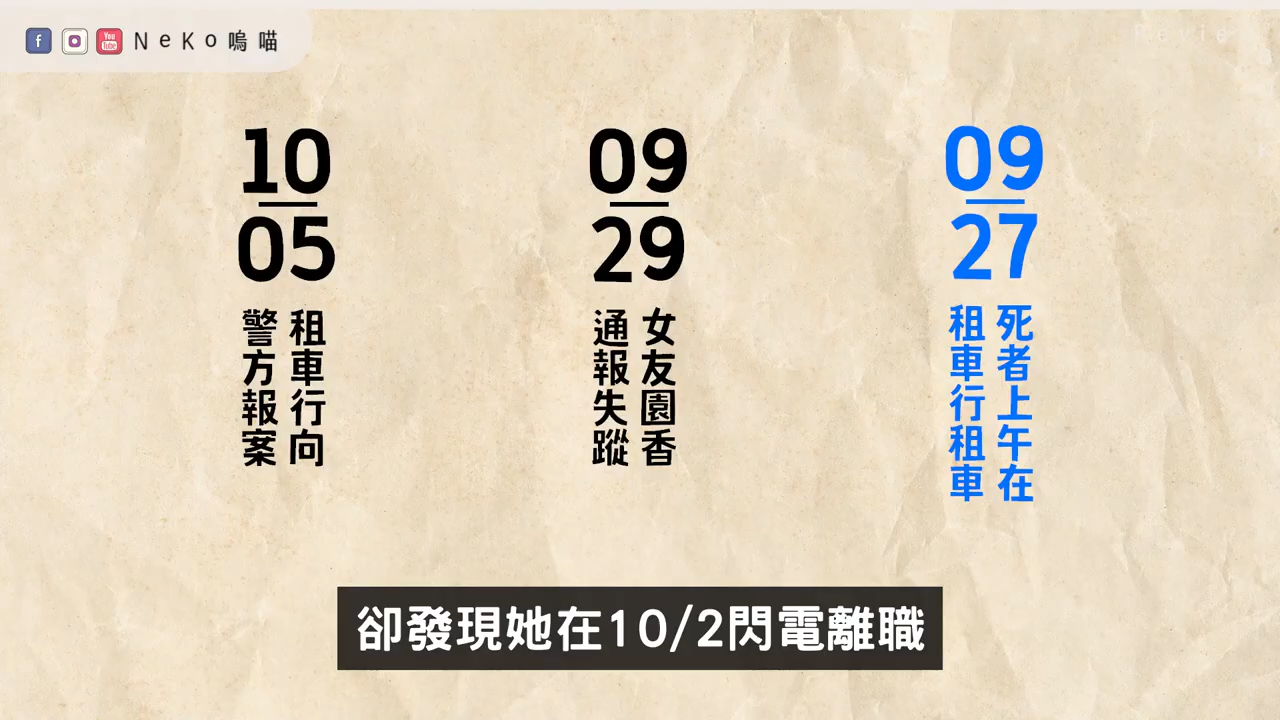 NeKo嗚喵
Revie
09
27
死者上午在
租車行租車
09
29
女友園香
通報失蹤
10
05
租車行向
警方報案
卻發現她在10/2閃電離職